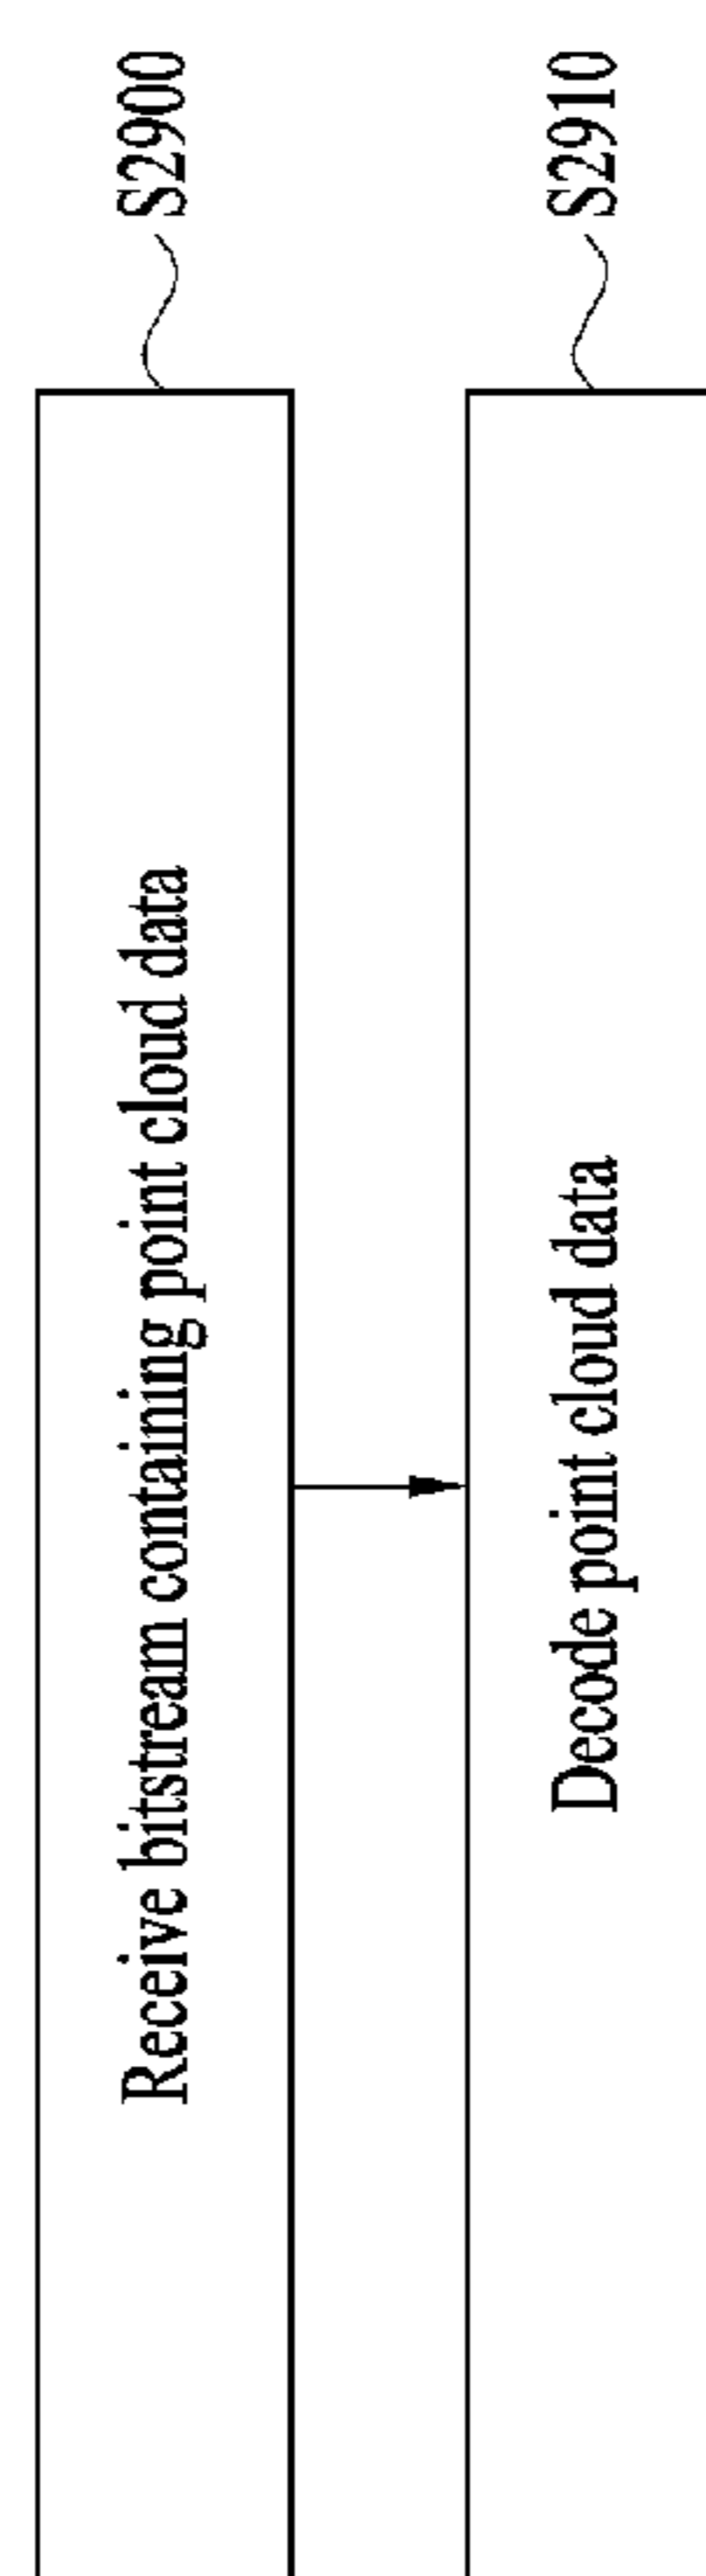 Receive bitstream containing point cloud data
S2900
Decode point cloud data
S2910